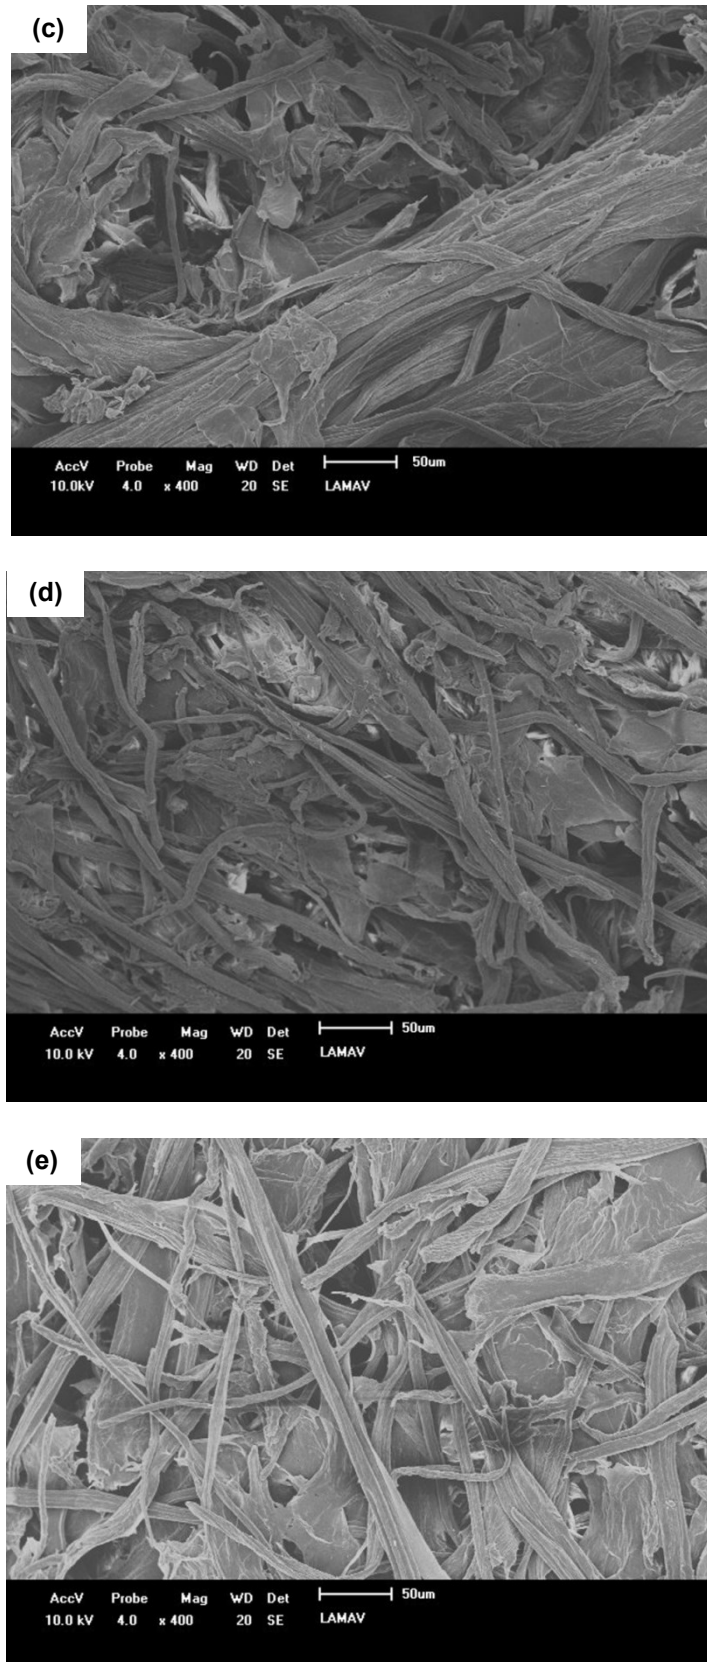 (c)
AccV Probe Mag WD Det 50um
10.0kV 4.0 x 400 20 SE LAMAV
(d)
AccV Probe Mag WD Det 50um
10.0 kV 4.0 x 400 20 SE LAMAV
(e)
AccV Probe Mag WD Det 50um
10.0 kV 4.0 x 400 20 SE LAMAV